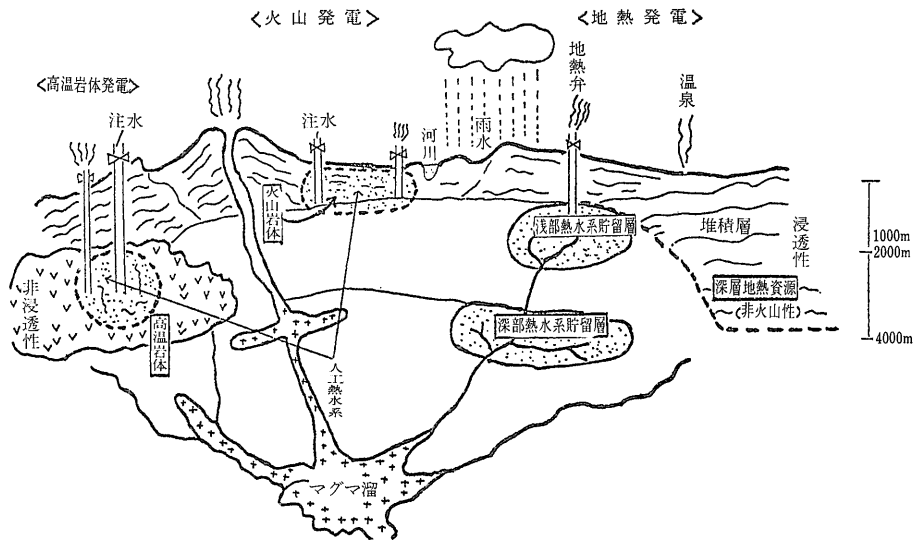 <火山発電>
<地熱発電>
<高温岩体発電>
注水
注水
河川
雨水
地熱弁
温泉
火山岩体
浅部熱水系貯留層
堆積層
浸透性
1000m
2000m
深層地熱資源
(非火山性)
非浸透性
高温岩体
深部熱水系貯留層
4000m
人工熱水系
マグマ溜